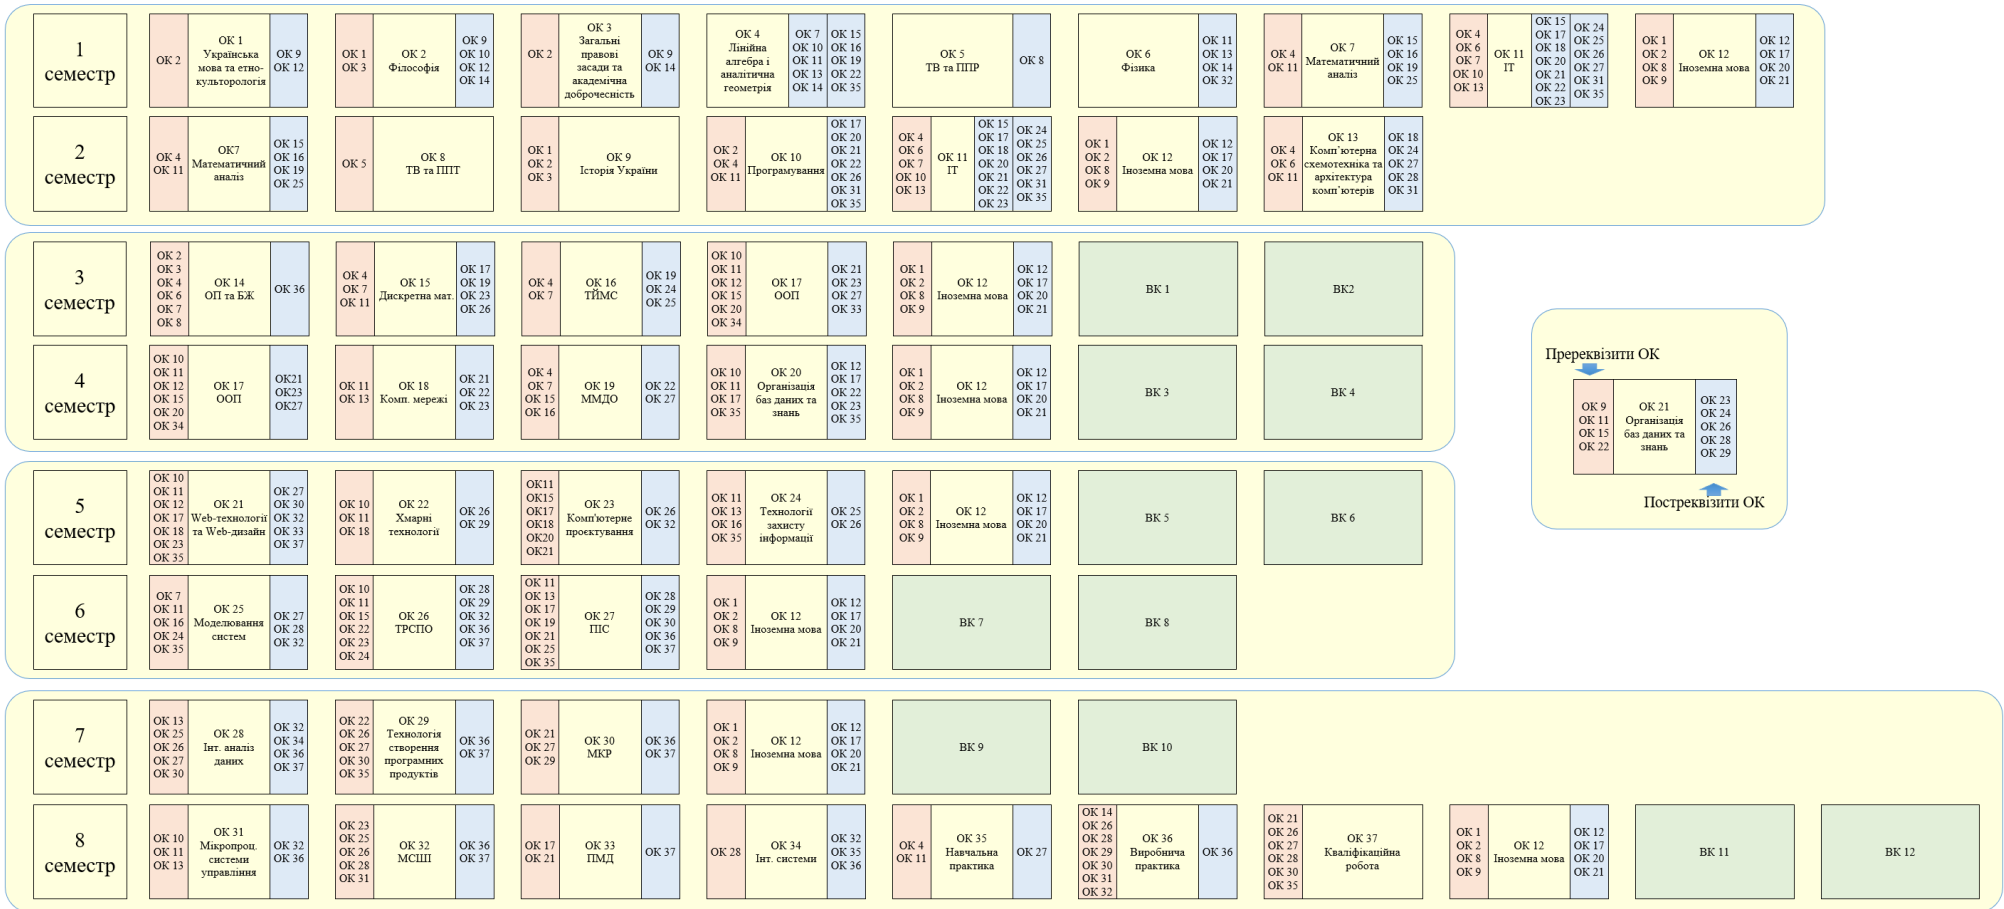 1
семестр
ОК 2
ОК 1
Українська
мова та етно-
культорологія
ОК 9
ОК 12
ОК 1
ОК 3
ОК 2
Філософія
ОК 9
ОК 10
ОК 12
ОК 14
ОК 2
ОК 3
Загальні
правові
засади та
академічна
доброчесність
ОК 9
ОК 14
ОК 4
Лінійна
алгебра і
аналітична
геометрія
ОК 7
ОК 10
ОК 11
ОК 13
ОК 14
ОК 15
ОК 16
ОК 19
ОК 22
ОК 35
ОК 5
ТВ та ППР
ОК 8
ОК 6
Фізика
ОК 11
ОК 13
ОК 14
ОК 32
ОК 4
ОК 11
ОК 7
Математичний
аналіз
ОК 15
ОК 16
ОК 19
ОК 25
ОК 4
ОК 6
ОК 7
ОК 10
ОК 13
ОК 11
ІТ
ОК 15
ОК 17
ОК 18
ОК 20
ОК 21
ОК 22
ОК 23
ОК 24
ОК 25
ОК 26
ОК 27
ОК 31
ОК 35
ОК 1
ОК 2
ОК 8
ОК 9
ОК 12
Іноземна мова
ОК 12
ОК 17
ОК 20
ОК 21
2
семестр
ОК 4
ОК 11
ОК7
Математичний
аналіз
ОК 15
ОК 16
ОК 19
ОК 25
ОК 5
ОК 8
ТВ та ППТ
ОК 1
ОК 2
ОК 3
ОК 9
Історія України
ОК 2
ОК 4
ОК 11
ОК 10
Програмування
ОК 17
ОК 20
ОК 21
ОК 22
ОК 26
ОК 31
ОК 35
ОК 4
ОК 6
ОК 7
ОК 10
ОК 13
ОК 11
ІТ
ОК 15
ОК 17
ОК 18
ОК 20
ОК 21
ОК 22
ОК 23
ОК 24
ОК 25
ОК 26
ОК 27
ОК 31
ОК 35
ОК 1
ОК 2
ОК 8
ОК 9
ОК 12
Іноземна мова
ОК 12
ОК 17
ОК 20
ОК 21
ОК 4
ОК 6
ОК 11
ОК 13
Комп’ютерна
схемотехніка та
архітектура
комп’ютерів
ОК 18
ОК 24
ОК 27
ОК 28
ОК 31
3
семестр
ОК 2
ОК 3
ОК 4
ОК 6
ОК 7
ОК 8
ОК 14
ОП та БЖ
ОК 36
ОК 4
ОК 7
ОК 11
ОК 15
Дискретна мат.
ОК 17
ОК 19
ОК 23
ОК 26
ОК 4
ОК 7
ОК 16
ТЙМС
ОК 19
ОК 24
ОК 25
ОК 10
ОК 11
ОК 12
ОК 15
ОК 20
ОК 34
ОК 17
ООП
ОК 21
ОК 23
ОК 27
ОК 33
ОК 1
ОК 2
ОК 8
ОК 9
ОК 12
Іноземна мова
ОК 12
ОК 17
ОК 20
ОК 21
ВК 1
ВК2
4
семестр
ОК 10
ОК 11
ОК 12
ОК 15
ОК 20
ОК 34
ОК 17
ООП
ОК21
ОК23
ОК27
ОК 11
ОК 13
ОК 18
Комп. мережі
ОК 21
ОК 22
ОК 23
ОК 4
ОК 7
ОК 15
ОК 16
ОК 19
ММДО
ОК 22
ОК 27
ОК 10
ОК 11
ОК 17
ОК 35
ОК 20
Організація
баз даних та
знань
ОК 12
ОК 17
ОК 22
ОК 23
ОК 35
ОК 1
ОК 2
ОК 8
ОК 9
ОК 12
Іноземна мова
ОК 12
ОК 17
ОК 20
ОК 21
ВК 3
ВК 4
Пререквізити ОК
ОК 9
ОК 11
ОК 15
ОК 22
ОК 21
Організація
баз даних та
знань
ОК 23
ОК 24
ОК 26
ОК 28
ОК 29
Постреквізити ОК
5
семестр
ОК 10
ОК 11
ОК 12
ОК 17
ОК 18
ОК 23
ОК 35
ОК 21
Web-технології
та Web-дизайн
ОК 27
ОК 30
ОК 32
ОК 33
ОК 37
ОК 10
ОК 11
ОК 18
ОК 22
Хмарні
технології
ОК 26
ОК 29
ОК11
ОК15
ОК17
ОК18
ОК20
ОК21
ОК 23
Комп'ютерне
проєктування
ОК 26
ОК 32
ОК 11
ОК 13
ОК 16
ОК 35
ОК 24
Технології
захисту
інформації
ОК 25
ОК 26
ОК 1
ОК 2
ОК 8
ОК 9
ОК 12
Іноземна мова
ОК 12
ОК 17
ОК 20
ОК 21
ВК 5
ВК 6
6
семестр
ОК 7
ОК 11
ОК 16
ОК 24
ОК 35
ОК 25
Моделювання
систем
ОК 27
ОК 28
ОК 32
ОК 10
ОК 11
ОК 15
ОК 22
ОК 23
ОК 24
ОК 26
ТРСПО
ОК 28
ОК 29
ОК 32
ОК 36
ОК 37
ОК 11
ОК 13
ОК 17
ОК 19
ОК 21
ОК 25
ОК 35
ОК 27
ПІС
ОК 28
ОК 29
ОК 30
ОК 36
ОК 37
ОК 1
ОК 2
ОК 8
ОК 9
ОК 12
Іноземна мова
ОК 12
ОК 17
ОК 20
ОК 21
ВК 7
ВК 8
7
семестр
ОК 13
ОК 25
ОК 26
ОК 27
ОК 30
ОК 28
Інт. аналіз
даних
ОК 32
ОК 34
ОК 36
ОК 37
ОК 22
ОК 26
ОК 27
ОК 30
ОК 35
ОК 29
Технологія
створення
програмних
продуктів
ОК 36
ОК 37
ОК 21
ОК 27
ОК 29
ОК 30
МКР
ОК 36
ОК 37
ОК 1
ОК 2
ОК 8
ОК 9
ОК 12
Іноземна мова
ОК 12
ОК 17
ОК 20
ОК 21
ВК 9
ВК 10
8
семестр
ОК 10
ОК 11
ОК 13
ОК 31
Мікропроц.
системи
управління
ОК 32
ОК 36
ОК 23
ОК 25
ОК 26
ОК 28
ОК 31
ОК 32
МСШІ
ОК 36
ОК 37
ОК 17
ОК 21
ОК 33
ПМД
ОК 37
ОК 28
ОК 34
Інт. системи
ОК 32
ОК 35
ОК 36
ОК 4
ОК 11
ОК 35
Навчальна
практика
ОК 27
ОК 14
ОК 26
ОК 28
ОК 29
ОК 30
ОК 31
ОК 32
ОК 36
Виробнича
практика
ОК 36
ОК 21
ОК 26
ОК 27
ОК 28
ОК 30
ОК 35
ОК 37
Кваліфікаційна
робота
ОК 1
ОК 2
ОК 8
ОК 9
ОК 12
Іноземна мова
ОК 12
ОК 17
ОК 20
ОК 21
ВК 11
ВК 12